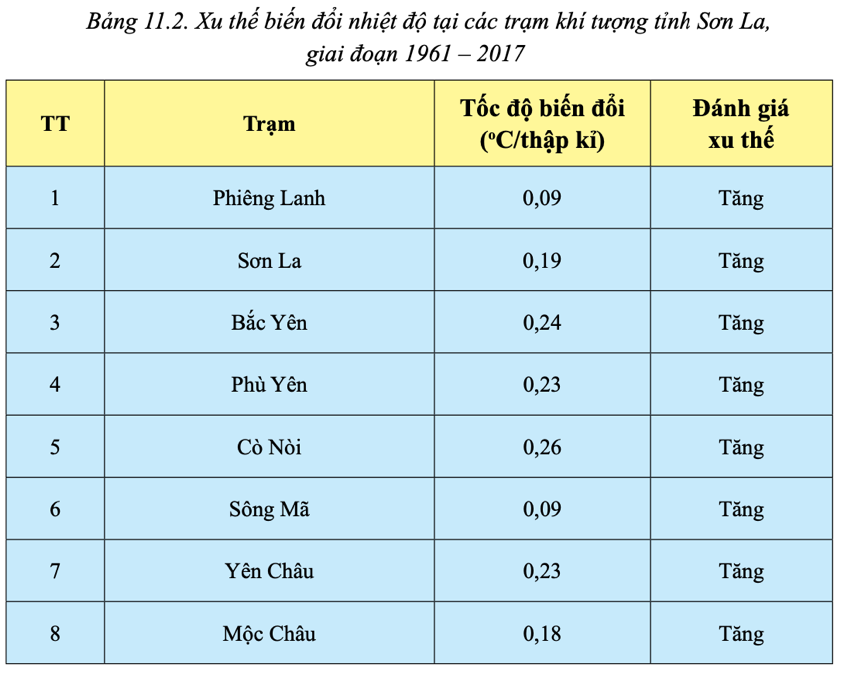 Bảng 11.2. Xu thế biến đổi nhiệt độ tại các trạm khí tượng tỉnh Sơn La,
giai đoạn 1961 – 2017
TT Trạm Tốc độ biến đổi (ºC/thập kỉ) Đánh giá xu thế
1 Phiêng Lanh 0,09 Tăng
2 Sơn La 0,19 Tăng
3 Bắc Yên 0,24 Tăng
4 Phù Yên 0,23 Tăng
5 Cò Nòi 0,26 Tăng
6 Sông Mã 0,09 Tăng
7 Yên Châu 0,23 Tăng
8 Mộc Châu 0,18 Tăng